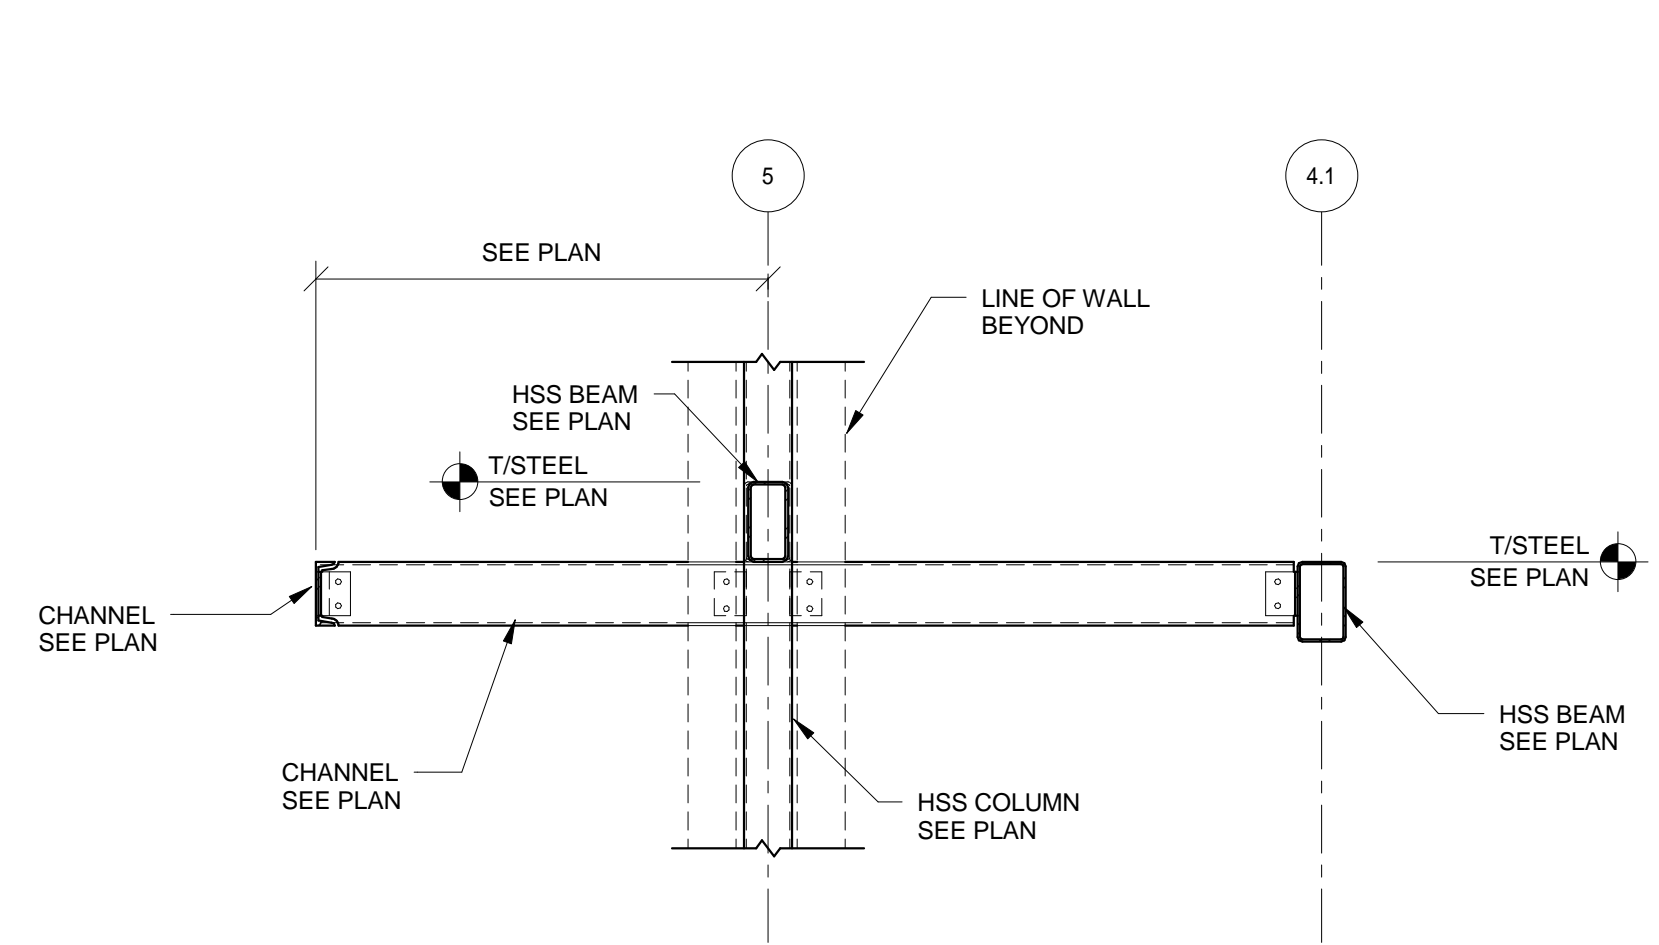 5
4.1
SEE PLAN
LINE OF WALL
BEYOND
HSS BEAM
SEE PLAN
T/STEEL
SEE PLAN
T/STEEL
SEE PLAN
CHANNEL
SEE PLAN
HSS BEAM
SEE PLAN
CHANNEL
SEE PLAN
HSS COLUMN
SEE PLAN